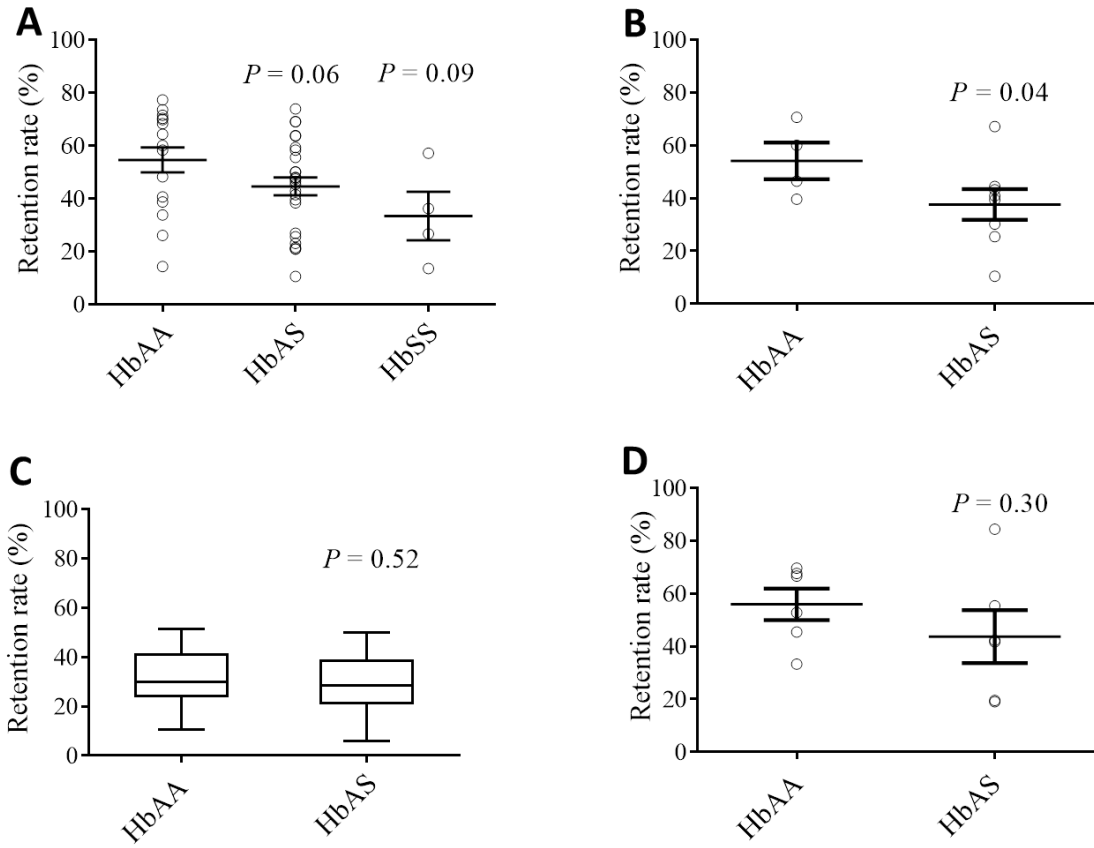 A
Retention rate (%)
100
80
60
40
20
0
P = 0.06
P = 0.09
HbAA
HbAS
HbSS
B
Retention rate (%)
100
80
60
40
20
0
P = 0.04
HbAA
HbAS
C
Retention rate (%)
100
80
60
40
20
0
P = 0.52
HbAA
HbAS
D
Retention rate (%)
100
80
60
40
20
0
P = 0.30
HbAA
HbAS